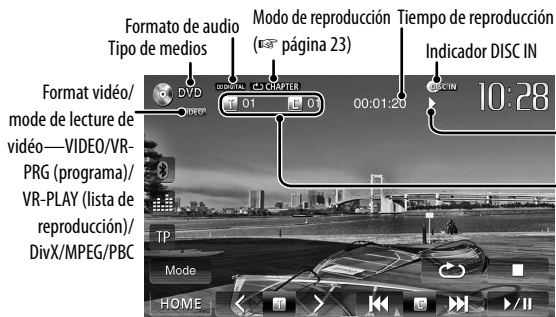 Formato de audio
Modo de reproducción
(☞ página 23)
Tiempo de reproducción
Tipo de medios
Indicador DISC IN
Format vidéo/
mode de lecture de
vidéo—VIDEO/VR-
PRG (programa)/
VR-PLAY (lista de
reproducción)/
DivX/MPEG/PBC
DVD
VIDEO
DIGITAL
CHAPTER
T 01
C 01
00:01:20
DISC IN
10:28
TP
Mode
HOME
T
C